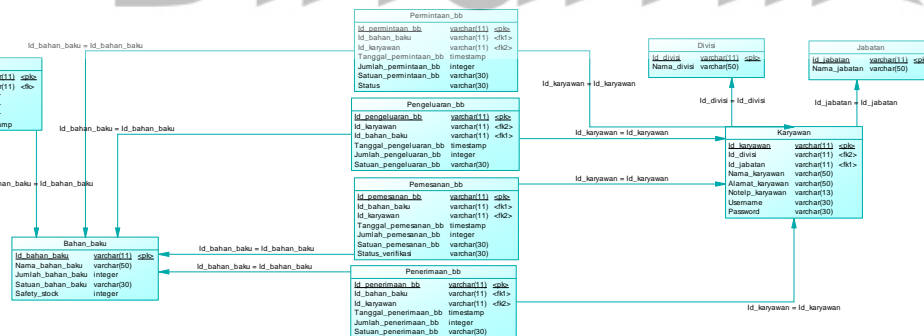 Permintaan_bb
Id_permintaan_bb varchar(11) <pk>
Id_bahan_baku varchar(11) <fk1>
Id_karyawan varchar(11) <fk2>
Tanggal_permintaan_bb timestamp
Jumlah_permintaan_bb integer
Satuan_permintaan_bb varchar(30)
Status varchar(30)
Id_bahan_baku = Id_bahan_baku
Divisi
Id_divisi varchar(11) <pk>
Nama_divisi varchar(50)
Jabatan
Id_jabatan varchar(11)
Nama_jabatan varchar(50)
(11) <pk>
(11) <fk>
Id_karyawan = Id_karyawan
Id_divisi = Id_divisi
Id_jabatan = Id_jabatan
Pengeluaran_bb
Id_pengeluaran_bb varchar(11) <pk>
Id_karyawan varchar(11) <fk2>
Id_bahan_baku varchar(11) <fk1>
Tanggal_pengeluaran_bb timestamp
Jumlah_pengeluaran_bb integer
Satuan_pengeluaran_bb varchar(30)
Id_bahan_baku = Id_bahan_baku
Id_karyawan = Id_karyawan
Karyawan
Id_karyawan varchar(11) <pk>
Id_divisi varchar(11) <fk2>
Id_jabatan varchar(11) <fk1>
Nama_karyawan varchar(50)
Alamat_karyawan varchar(50)
Notelp_karyawan varchar(13)
Username varchar(30)
Password varchar(30)
= Id_bahan_baku
Pemesanan_bb
Id_pemesanan_bb varchar(11) <pk>
Id_bahan_baku varchar(11) <fk1>
Id_karyawan varchar(11) <fk2>
Tanggal_pemesanan_bb timestamp
Jumlah_pemesanan_bb integer
Satuan_pemesanan_bb varchar(30)
Status_verifikasi varchar(30)
Id_karyawan = Id_karyawan
Id_bahan_baku = Id_bahan_baku
Bahan_baku
Id_bahan_baku varchar(11) <pk>
Nama_bahan_baku varchar(50)
Jumlah_bahan_baku integer
Satuan_bahan_baku varchar(30)
Safety_stock integer
Id_bahan_baku = Id_bahan_baku
Penerimaan_bb
Id_penerimaan_bb varchar(11) <pk>
Id_bahan_baku varchar(11) <fk1>
Id_karyawan varchar(11) <fk2>
Tanggal_penerimaan_bb timestamp
Jumlah_penerimaan_bb integer
Satuan_penerimaan_bb varchar(30)
Id_karyawan = Id_karyawan